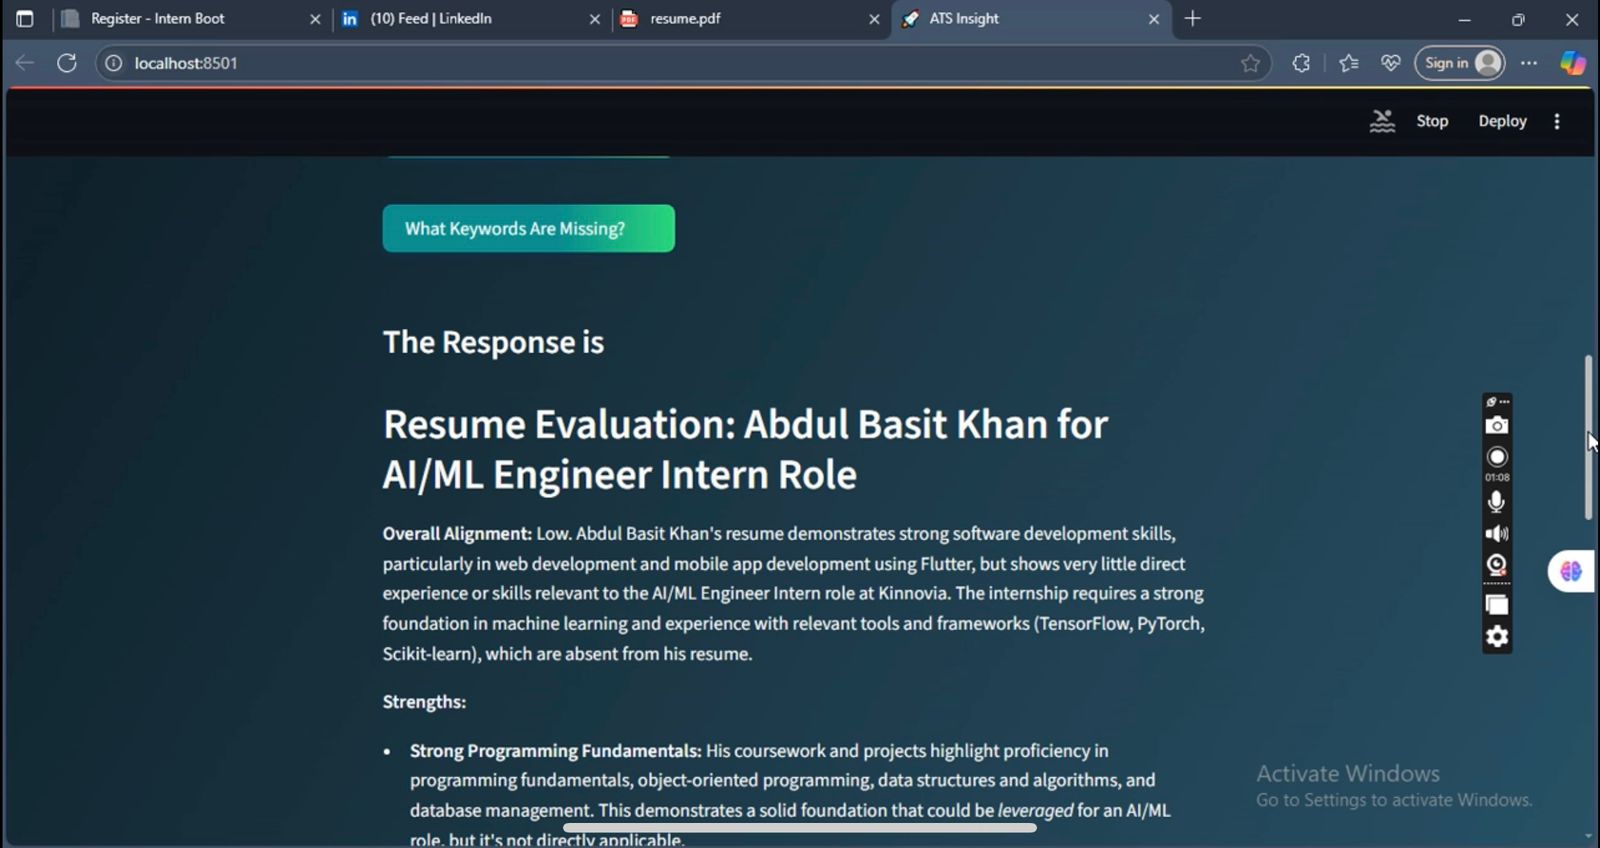 Register - Intern Boot
(10) Feed | LinkedIn
resume.pdf
ATS Insight
localhost:8501
Sign in
Stop
Deploy
What Keywords Are Missing?
The Response is
Resume Evaluation: Abdul Basit Khan for
AI/ML Engineer Intern Role
Overall Alignment: Low. Abdul Basit Khan's resume demonstrates strong software development skills,
particularly in web development and mobile app development using Flutter, but shows very little direct
experience or skills relevant to the AI/ML Engineer Intern role at Kinnovia. The internship requires a strong
foundation in machine learning and experience with relevant tools and frameworks (TensorFlow, PyTorch,
Scikit-learn), which are absent from his resume.
01:08
Strengths:
• Strong Programming Fundamentals: His coursework and projects highlight proficiency in
programming fundamentals, object-oriented programming, data structures and algorithms, and
database management. This demonstrates a solid foundation that could be leveraged for an AI/ML
role, but it's not directly applicable.
Activate Windows
Go to Settings to activate Windows.